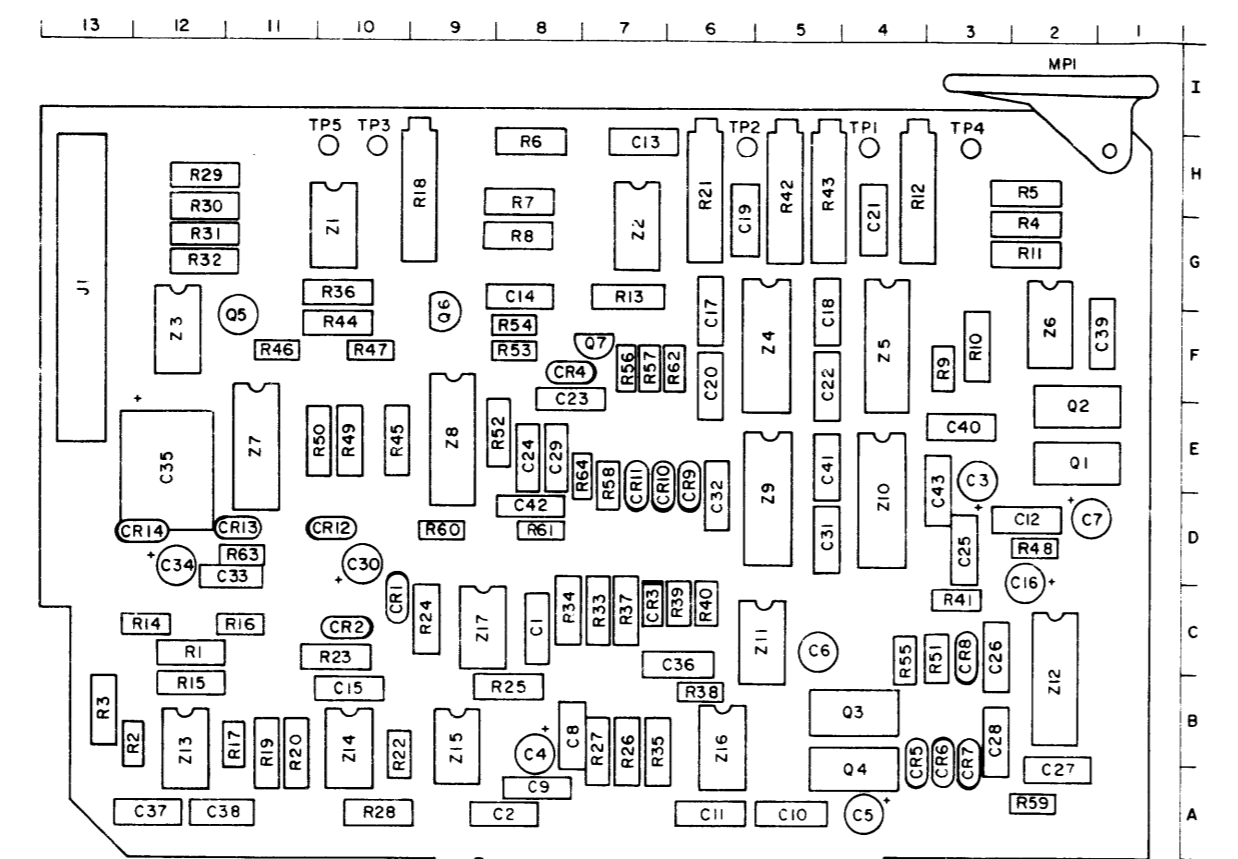 13 12 11 10 9 8 7 6 5 4 3 2 1
MP1
I
TP5 TP3 TP2 TP1 TP4
R6 C13
H
R29 R18 R21 R42 R43 R12
R30 R7 C19 C21 R5
R31 Z1 R8 Z2 R4
R32 R11
G
J1
R36 C14 R13
Z3 Q5 R44 Q6 R54 C17 Z4 C18 Z5 Z6 C39
R46 R47 R53 Q7 R10
F
CR4 R56 R57 R62 C20 C22 R9
C23
+
Q2
C35 Z7 R50 R49 R45 Z8 R52 C24 C29 C40
E
R64 R58 CR11 CR10 CR9 C32 Z9 C41 Z10 C43 C3 Q1
+ +
C42 C12 C7
CR14 CR13 CR12 R60 R61 C31 C25
D
+ R63 R48
C34 C33 C30 C16 +
+
CR1 R24 Z17 C1 R34 R33 R37 CR3 R39 R40 R41
R14 R16 CR2 Z11 C6
C
R1 R23 C36 R55 R51 CR8 C26 Z12
R15 C15 R25 R38
R3 Q3
B
R2 Z13 R17 R19 R20 Z14 R22 Z15 + C4 C8 R27 R26 R35 Z16 C28
Q4 CR5 CR6 CR7 C27
C9
+
C37 C38 R28 C2 C11 C10 C5 R59
A